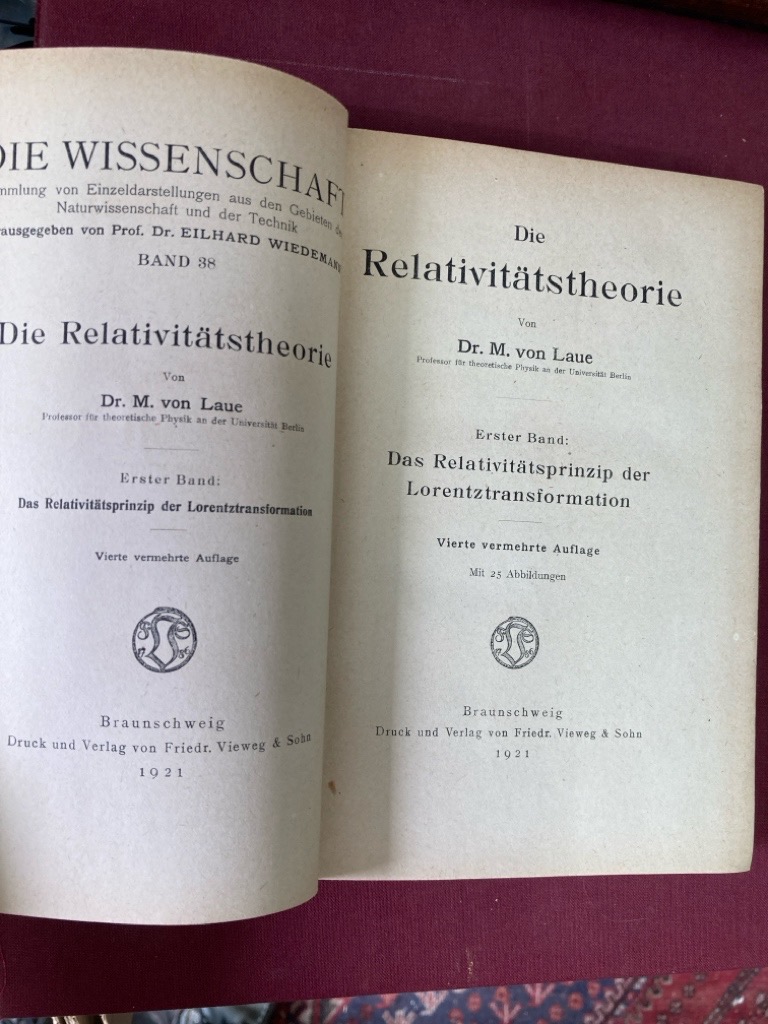 DIE WISSENSCHAFT
von Einzeldarstellungen aus den Gebieten
Naturwissenschaft und der Technik
von Prof. Dr. EILHARD WIEDEMANN
BAND 38
Die Relativitätstheorie
Von
Dr. M. von Laue
Professor für theoretische Physik an der Universität Berlin
Erster Band:
Das Relativitätsprinzip der Lorentztransformation
Vierte vermehrte Auflage
Braunschweig
Druck und Verlag von Friedr. Vieweg & Sohn
1921
Die
Relativitätstheorie
Von
Dr. M. von Laue
Professor für theoretische Physik an der Universität Berlin
Erster Band:
Das Relativitätsprinzip der
Lorentztransformation
Vierte vermehrte Auflage
Mit 25 Abbildungen
Braunschweig
Druck und Verlag von Friedr. Vieweg & Sohn
1921